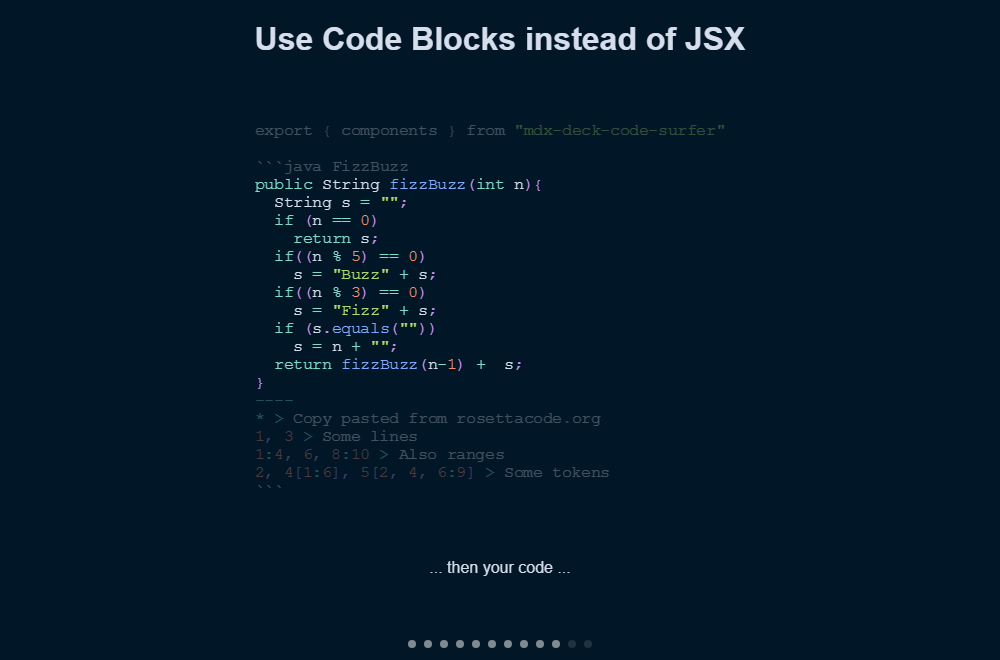 Use Code Blocks instead of JSX
export { components } from "mdx-deck-code-surfer"
```java FizzBuzz
public String fizzBuzz(int n){
  String s = "";
  if (n == 0)
    return s;
  if((n % 5) == 0)
    s = "Buzz" + s;
  if((n % 3) == 0)
    s = "Fizz" + s;
  if (s.equals(""))
    s = n + "";
  return fizzBuzz(n-1) +  s;
}
----
* > Copy pasted from rosettacode.org
1, 3 > Some lines
1:4, 6, 8:10 > Also ranges
2, 4[1:6], 5[2, 4, 6:9] > Some tokens
```
... then your code ...